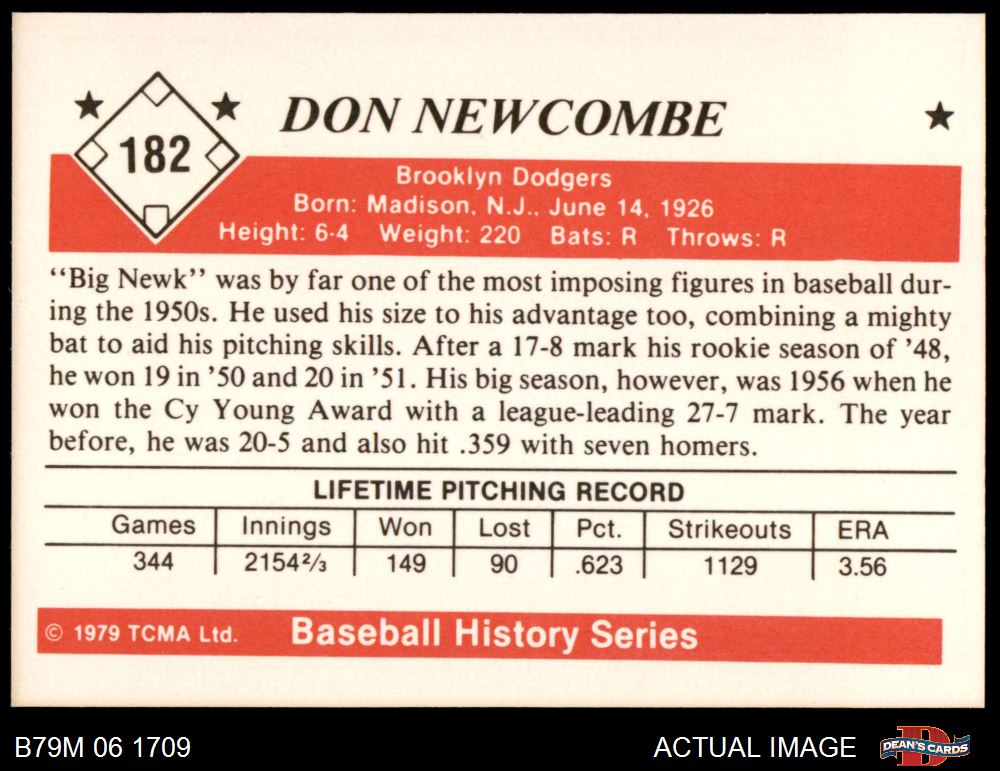 182
DON NEWCOMBE
Brooklyn Dodgers
Born: Madison, N.J., June 14, 1926
Height: 6-4 Weight: 220 Bats: R Throws: R
“Big Newk” was by far one of the most imposing figures in baseball dur-
ing the 1950s. He used his size to his advantage too, combining a mighty
bat to aid his pitching skills. After a 17-8 mark his rookie season of ’48,
he won 19 in ’50 and 20 in ’51. His big season, however, was 1956 when he
won the Cy Young Award with a league-leading 27-7 mark. The year
before, he was 20-5 and also hit .359 with seven homers.
LIFETIME PITCHING RECORD
Games Innings Won Lost Pct. Strikeouts ERA
344 2154⅔ 149 90 .623 1129 3.56
© 1979 TCMA Ltd. Baseball History Series
B79M 06 1709 ACTUAL IMAGE DEAN'S CARDS